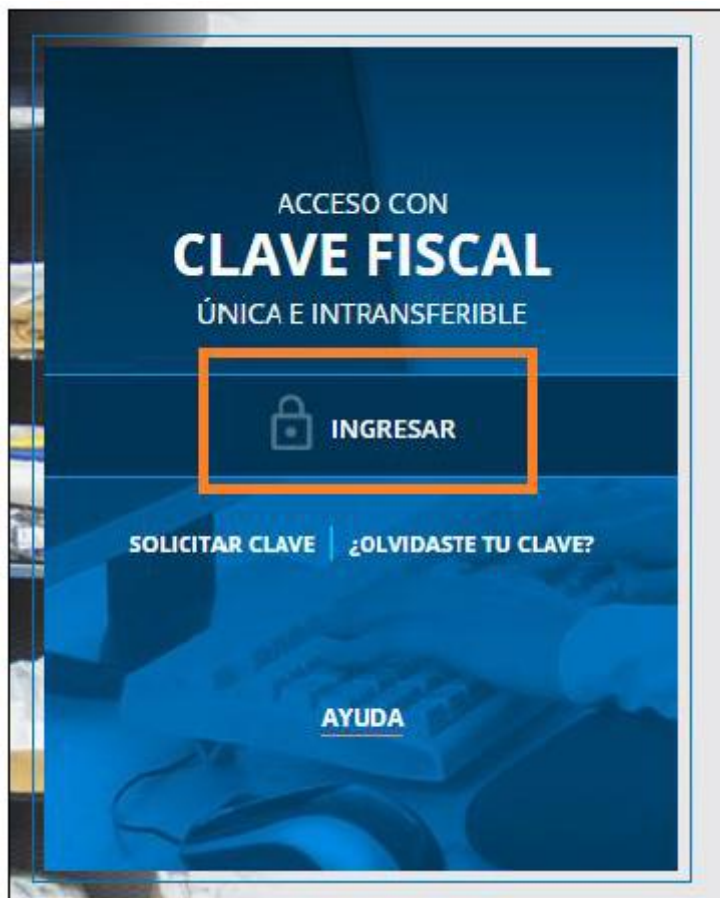 ACCESO CON
CLAVE FISCAL
ÚNICA E INTRANSFERIBLE
INGRESAR
SOLICITAR CLAVE | ¿OLVIDASTE TU CLAVE?
AYUDA